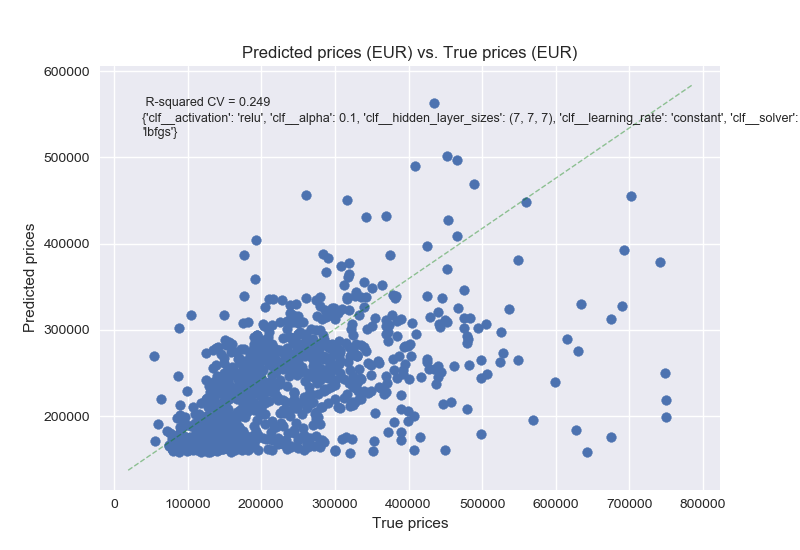 Predicted prices (EUR) vs. True prices (EUR)
600000
R-squared CV = 0.249
{'clf__activation': 'relu', 'clf__alpha': 0.1, 'clf__hidden_layer_sizes': (7, 7, 7), 'clf__learning_rate': 'constant', 'clf__solver':
'lbfgs'}
500000
400000
300000
200000
Predicted prices
0 100000 200000 300000 400000 500000 600000 700000 800000
True prices